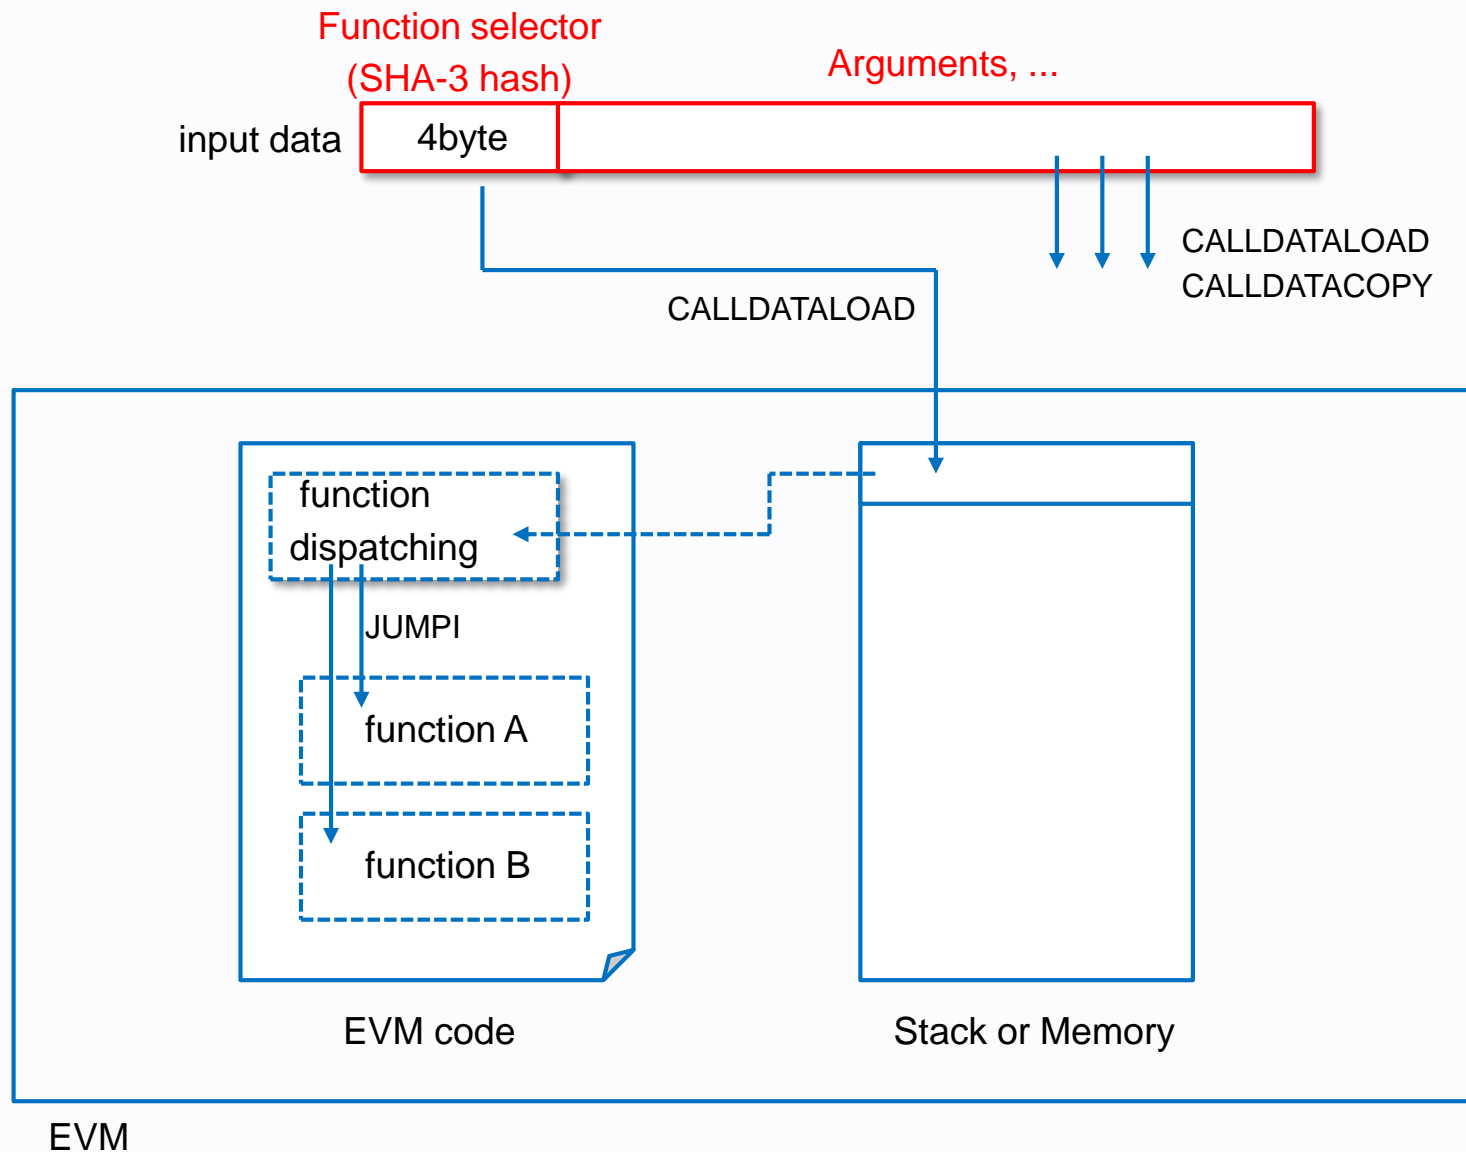 Function selector
(SHA-3 hash)
Arguments, ...
input data
4byte
CALLDATALOAD
CALLDATACOPY
CALLDATALOAD
function
dispatching
JUMPI
function A
function B
EVM code
Stack or Memory
EVM